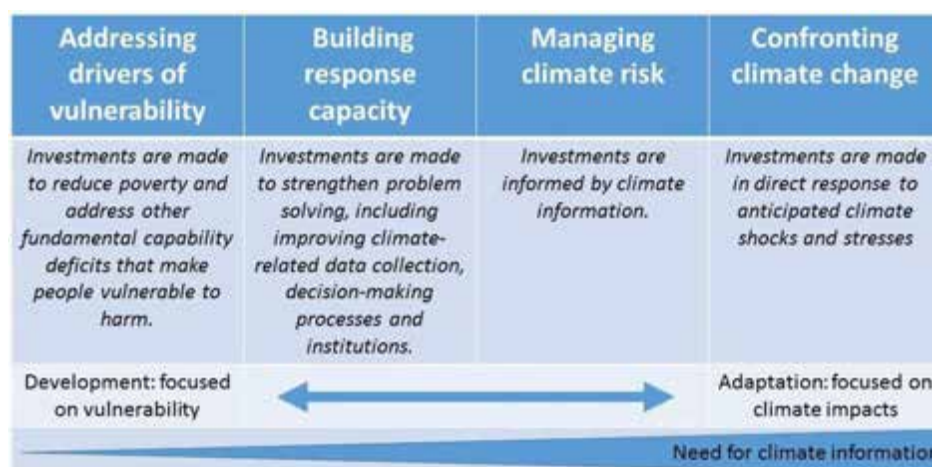 Addressing
drivers of
vulnerability
Building
response
capacity
Managing
climate risk
Confronting
climate change
Investments are made
to reduce poverty and
address other
fundamental capability
deficits that make
people vulnerable to
harm.
Investments are made
to strengthen problem
solving, including
improving climate-
related data collection,
decision-making
processes and
institutions.
Investments are
informed by climate
information.
Investments are made
in direct response to
anticipated climate
shocks and stresses
Development: focused
on vulnerability
Adaptation: focused on
climate impacts
Need for climate information